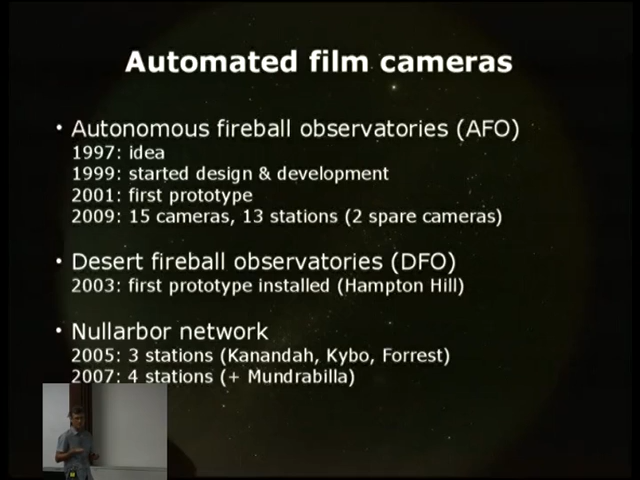 Automated film cameras
• Autonomous fireball observatories (AFO)
1997: idea
1999: started design & development
2001: first prototype
2009: 15 cameras, 13 stations (2 spare cameras)
• Desert fireball observatories (DFO)
2003: first prototype installed (Hampton Hill)
• Nullarbor network
2005: 3 stations (Kanandah, Kybo, Forrest)
2007: 4 stations (+ Mundrabilla)